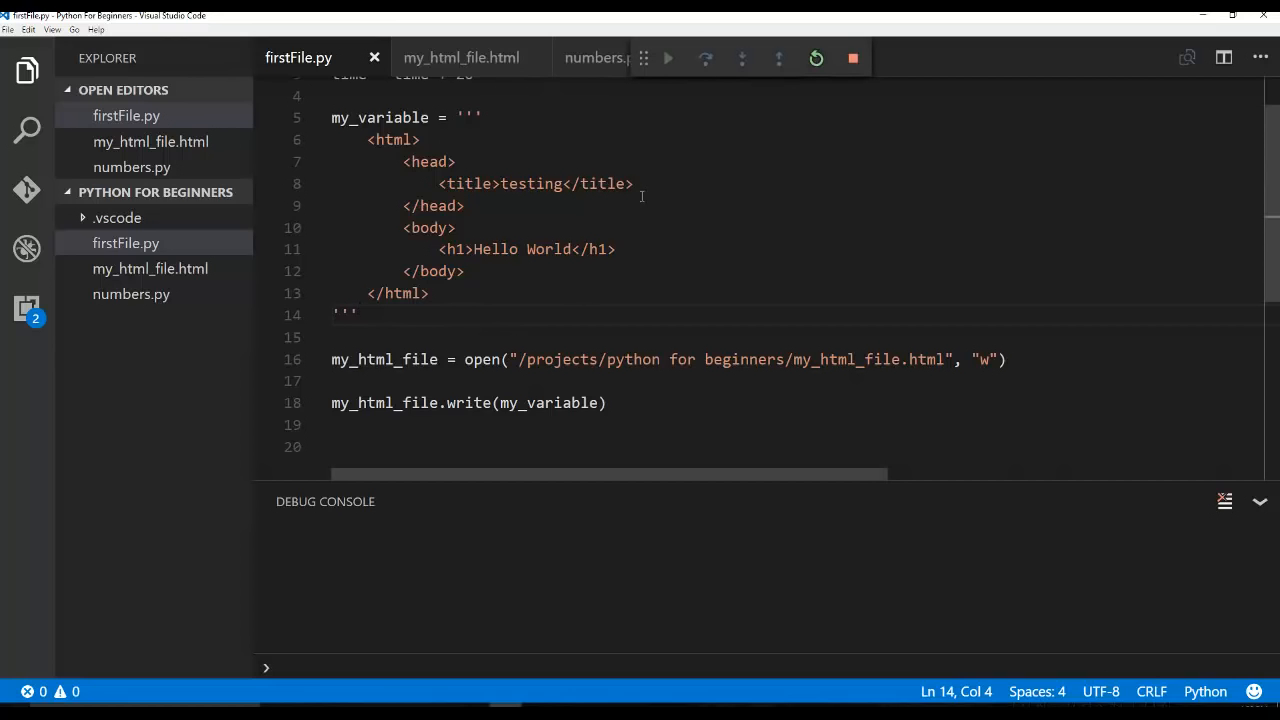 firstFile.py - Python For Beginners - Visual Studio Code
File Edit View Go Help
EXPLORER
OPEN EDITORS
firstFile.py
my_html_file.html
numbers.py
PYTHON FOR BEGINNERS
.vscode
firstFile.py
my_html_file.html
numbers.py
2
firstFile.py my_html_file.html numbers.p
4
5 my_variable = '''
6 <html>
7 <head>
8 <title>testing</title>
9 </head>
10 <body>
11 <h1>Hello World</h1>
12 </body>
13 </html>
14 '''
15
16 my_html_file = open("/projects/python for beginners/my_html_file.html", "w")
17
18 my_html_file.write(my_variable)
19
20
DEBUG CONSOLE
0 0 Ln 14, Col 4 Spaces: 4 UTF-8 CRLF Python